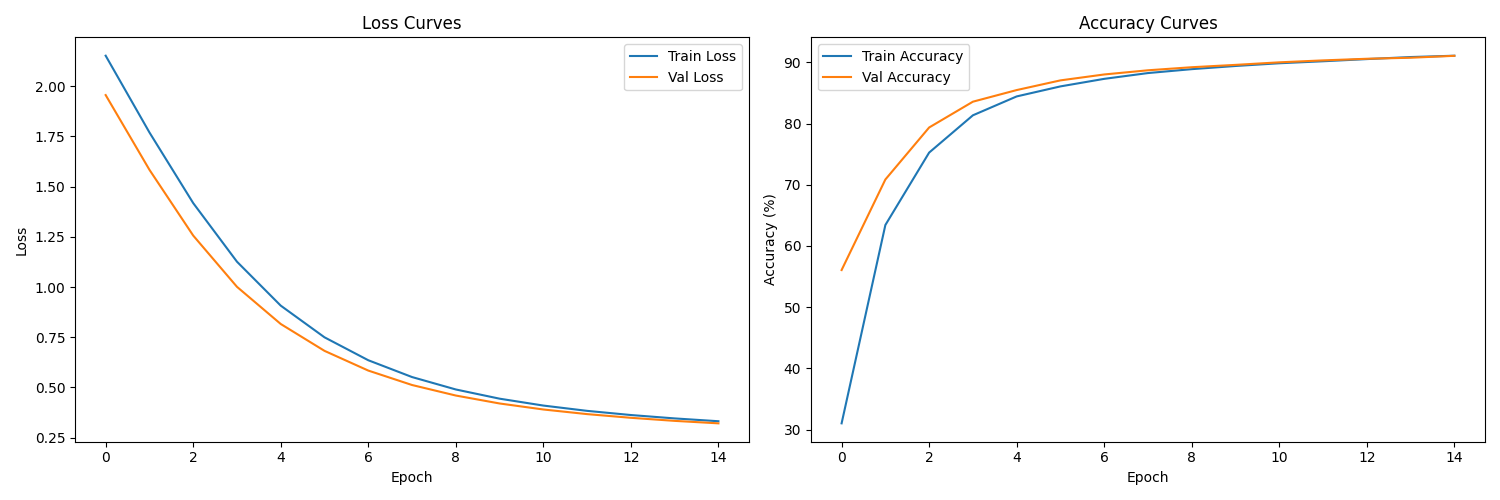 Loss Curves
Train Loss
Val Loss
2.00
1.75
1.50
1.25
1.00
0.75
0.50
0.25
Loss
0 2 4 6 8 10 12 14
Epoch
Accuracy Curves
Train Accuracy
Val Accuracy
90
80
70
60
50
40
30
Accuracy (%)
0 2 4 6 8 10 12 14
Epoch